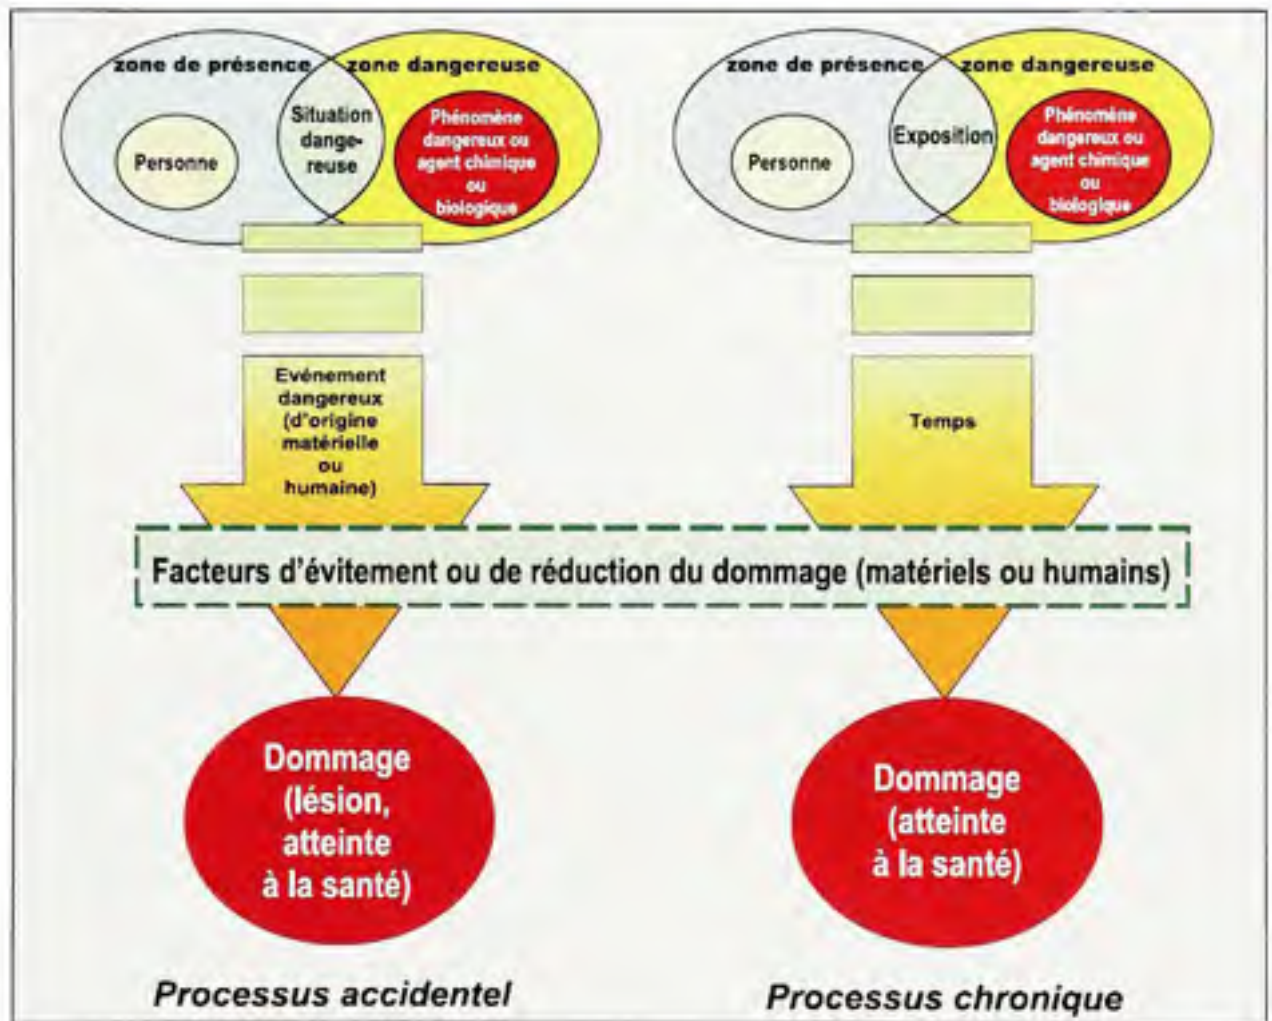 zone de présence
zone dangereuse
Personne
Situation
dange-
reuse
Phénomène
dangereux ou
agent chimique
ou
biologique
zone de présence
zone dangereuse
Personne
Exposition
Phénomène
dangereux ou
agent chimique
ou
biologique
Evénement
dangereux
(d'origine
matérielle
ou
humaine)
Temps
Facteurs d'évitement ou de réduction du dommage (matériels ou humains)
Dommage
(lésion,
atteinte
à la santé)
Dommage
(atteinte
à la santé)
Processus accidentel
Processus chronique